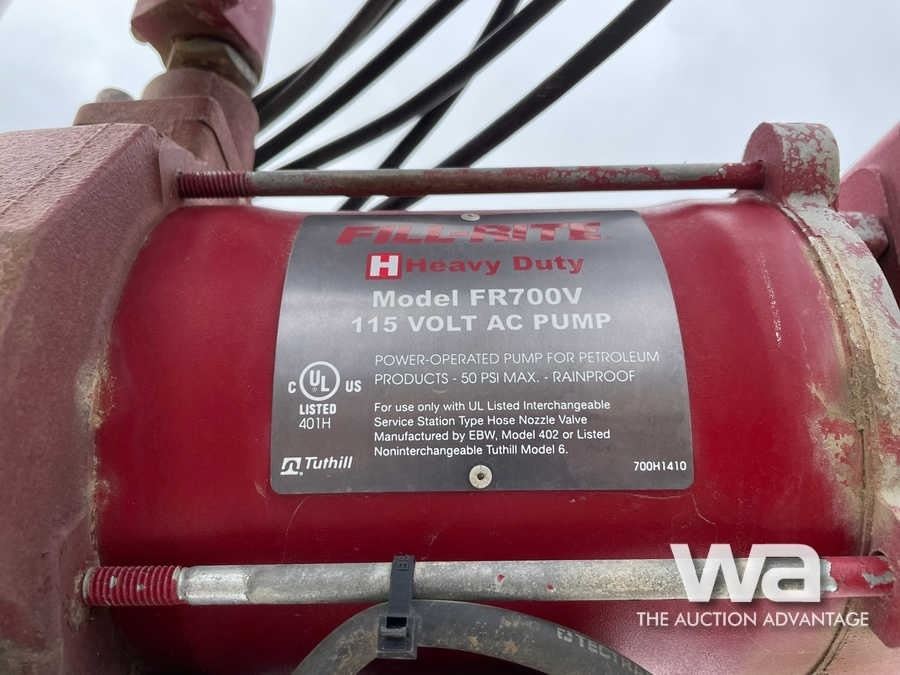 FILL-RITE
H Heavy Duty
Model FR700V
115 VOLT AC PUMP
POWER-OPERATED PUMP FOR PETROLEUM
PRODUCTS - 50 PSI MAX. - RAINPROOF
C UL US
LISTED
401H
For use only with UL Listed Interchangeable
Service Station Type Hose Nozzle Valve
Manufactured by EBW, Model 402 or Listed
Noninterchangeable Tuthill Model 6.
Tuthill
700H1410
wa
THE AUCTION ADVANTAGE